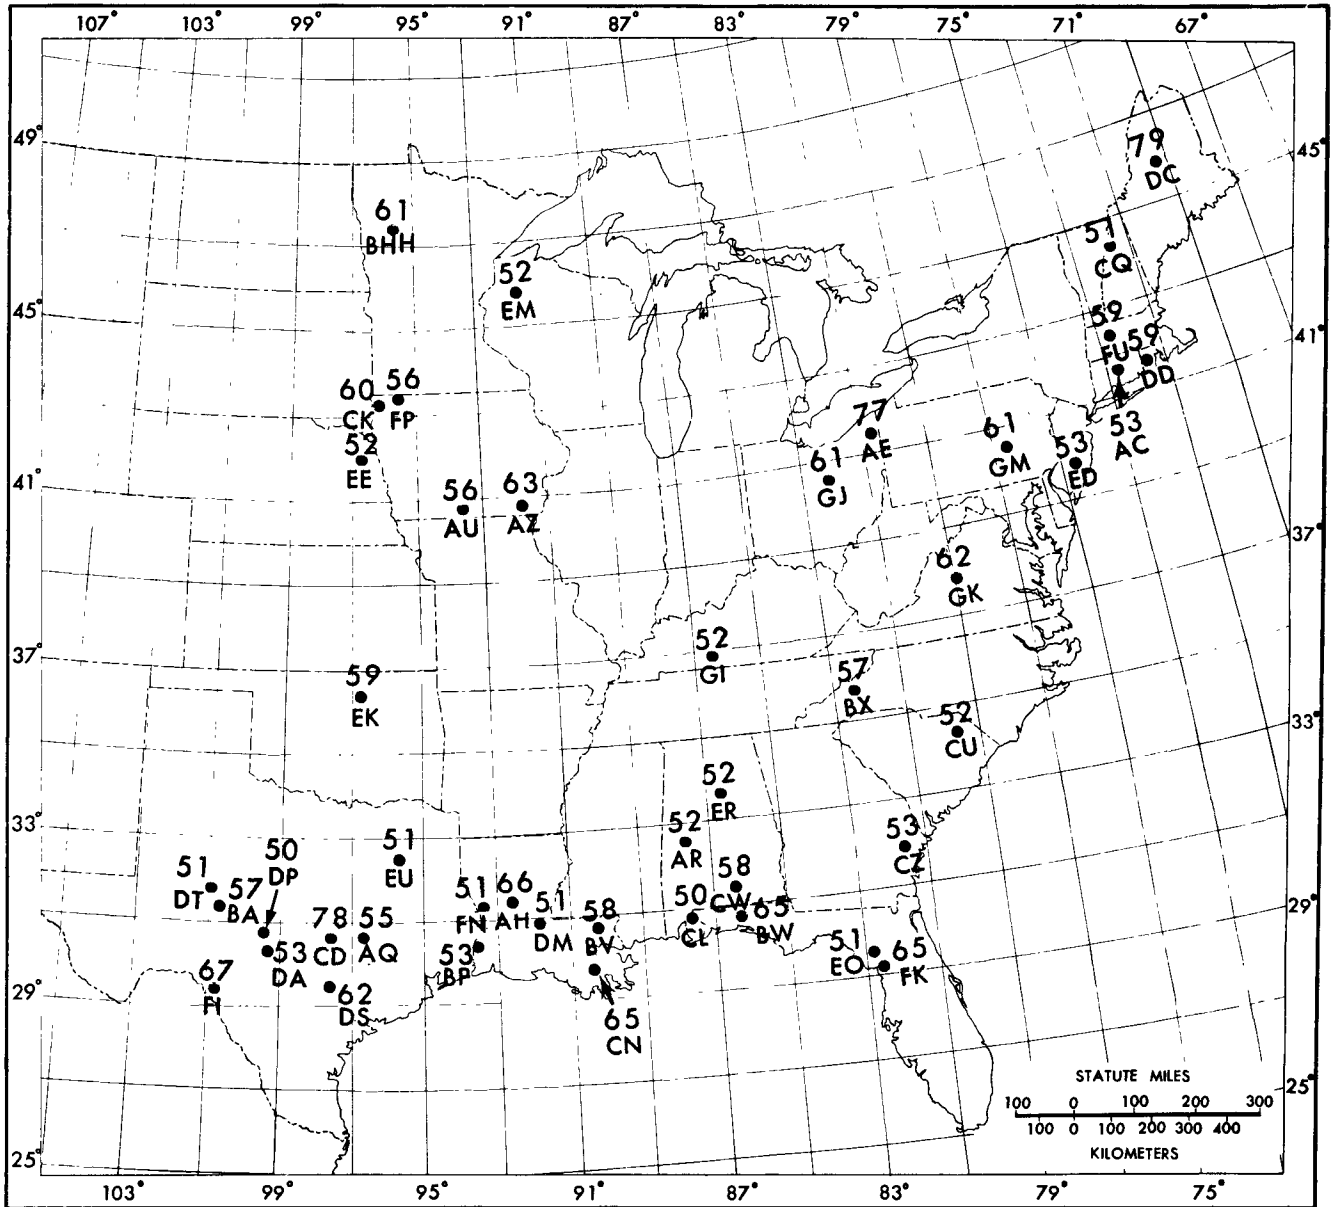 107° 103° 99° 95° 91° 87° 83° 79° 75° 71° 67°
49°
45°
79
DC
61
BHH
51
CQ
52
EM
45°
41°
59
FU
59
DD
60
CK
56
FP
77
AE
61
GM
53
AC
52
EE
61
GJ
53
ED
41°
56
AU
63
AZ
37°
62
GK
37°
52
GI
59
EK
57
BX
52
CU
33°
52
ER
33°
52
AR
53
CZ
50
DP
51
EU
51
DT
57
BA
58
CW
66
AH
51
FN
51
DM
58
BV
50
CL
65
BW
29°
78
CD
55
AQ
53
DA
53
BP
51
EO
65
FK
67
FI
29°
62
DS
65
CN
STATUTE MILES
100 0 100 200 300
100 0 100 200 300 400
KILOMETERS
25°
25°
103° 99° 95° 91° 87° 83° 79° 75°